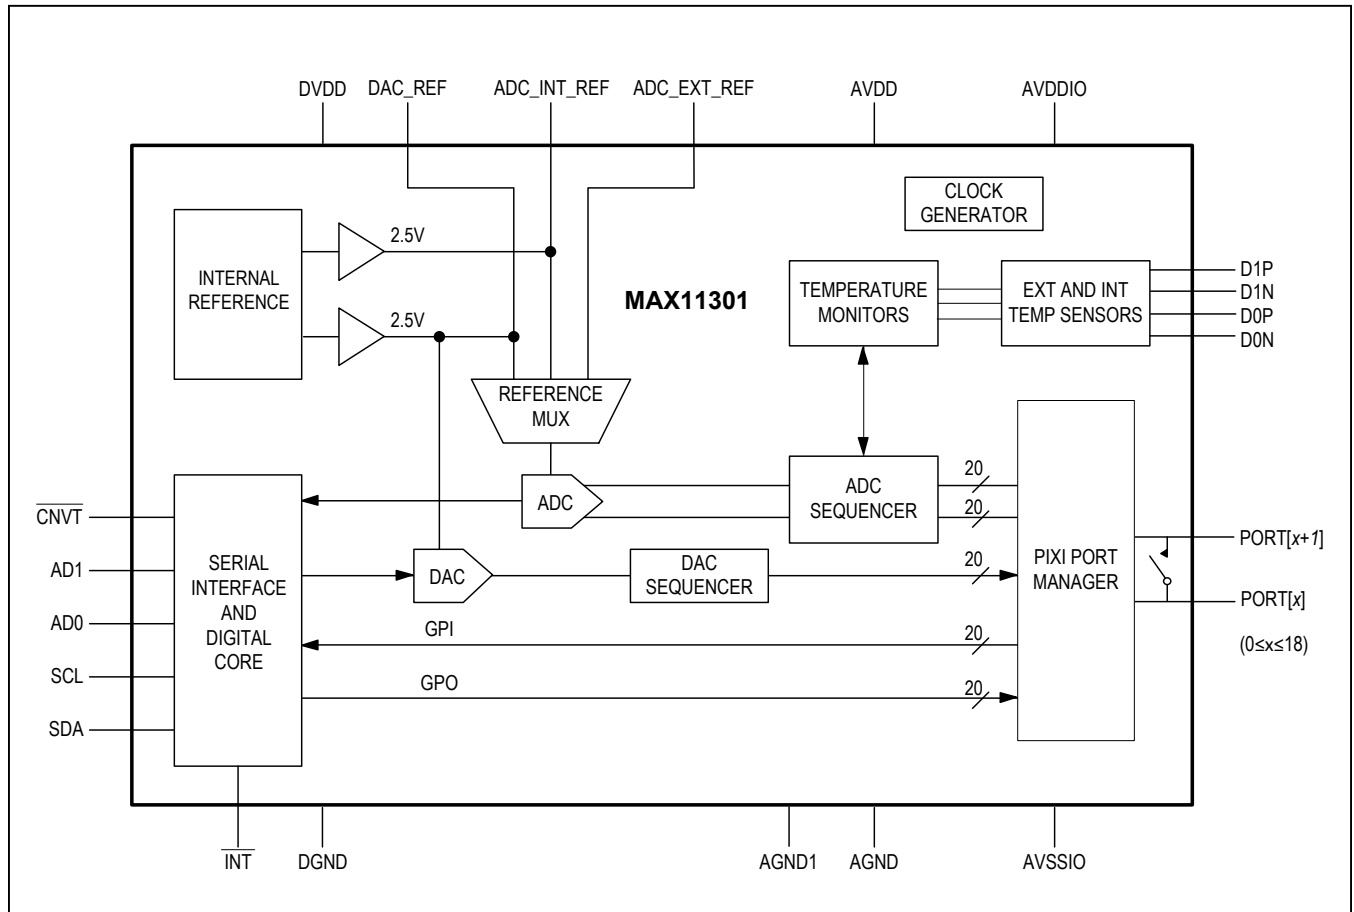 DVDD DAC_REF ADC_INT_REF ADC_EXT_REF AVDD AVDDIO
CLOCK
GENERATOR
2.5V
INTERNAL
REFERENCE
2.5V
MAX11301
TEMPERATURE
MONITORS
EXT AND INT
TEMP SENSORS
D1P
D1N
D0P
D0N
REFERENCE
MUX
ADC
ADC
SEQUENCER
20
20
CNVT
AD1
AD0
SCL
SDA
SERIAL
INTERFACE
AND
DIGITAL
CORE
DAC
DAC
SEQUENCER
20
GPI
20
GPO
20
PIXI PORT
MANAGER
PORT[x+1]
PORT[x]
(0≤x≤18)
INT DGND AGND1 AGND AVSSIO